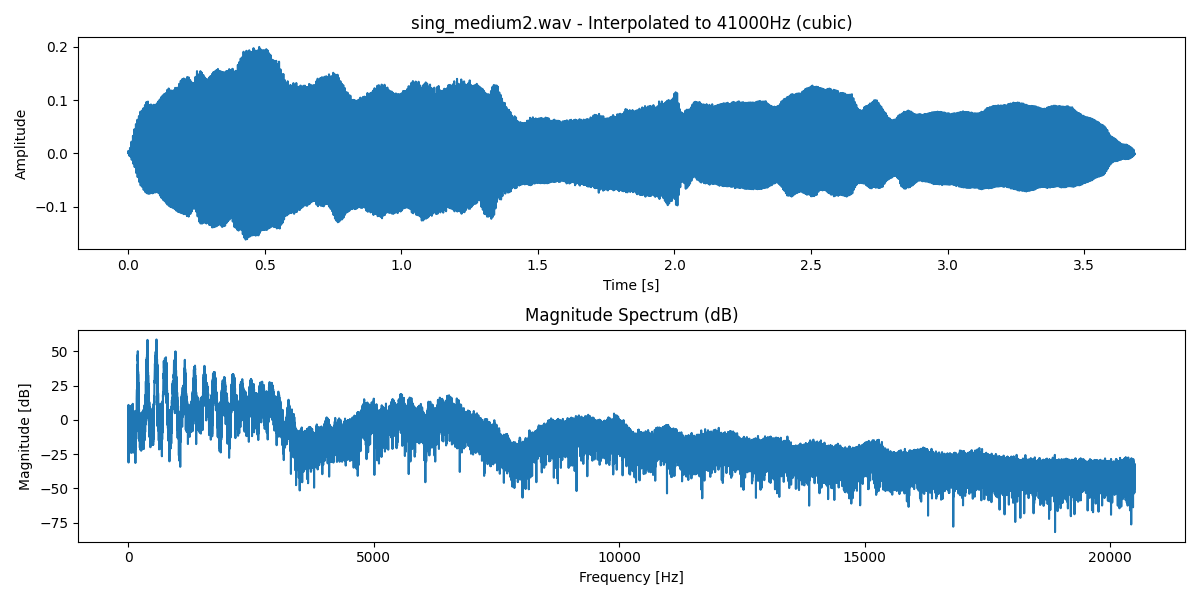 sing_medium2.wav - Interpolated to 41000Hz (cubic)
0.2
0.1
0.0
−0.1
Amplitude
0.0 0.5 1.0 1.5 2.0 2.5 3.0 3.5
Time [s]
Magnitude Spectrum (dB)
50
25
0
−25
−50
−75
Magnitude [dB]
0 5000 10000 15000 20000
Frequency [Hz]